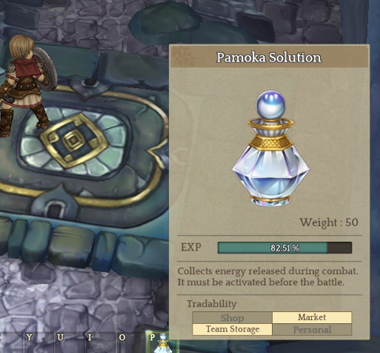 Pamoka Solution
Weight : 50
EXP 82.51 %
Collects energy released during combat.
It must be activated before the battle.
Tradability
Shop Market
Team Storage Personal
Y U I O P